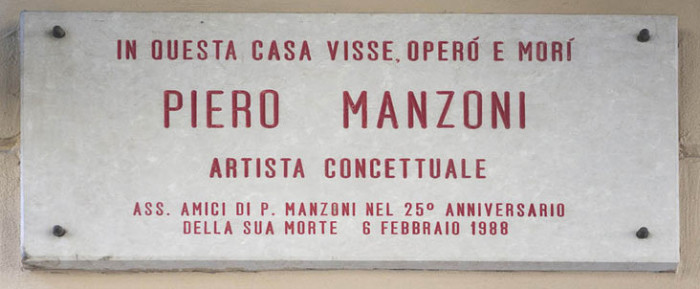 IN QUESTA CASA VISSE, OPERÓ E MORÍ
PIERO MANZONI
ARTISTA CONCETTUALE
ASS. AMICI DI P. MANZONI NEL 25° ANNIVERSARIO
DELLA SUA MORTE 6 FEBBRAIO 1988